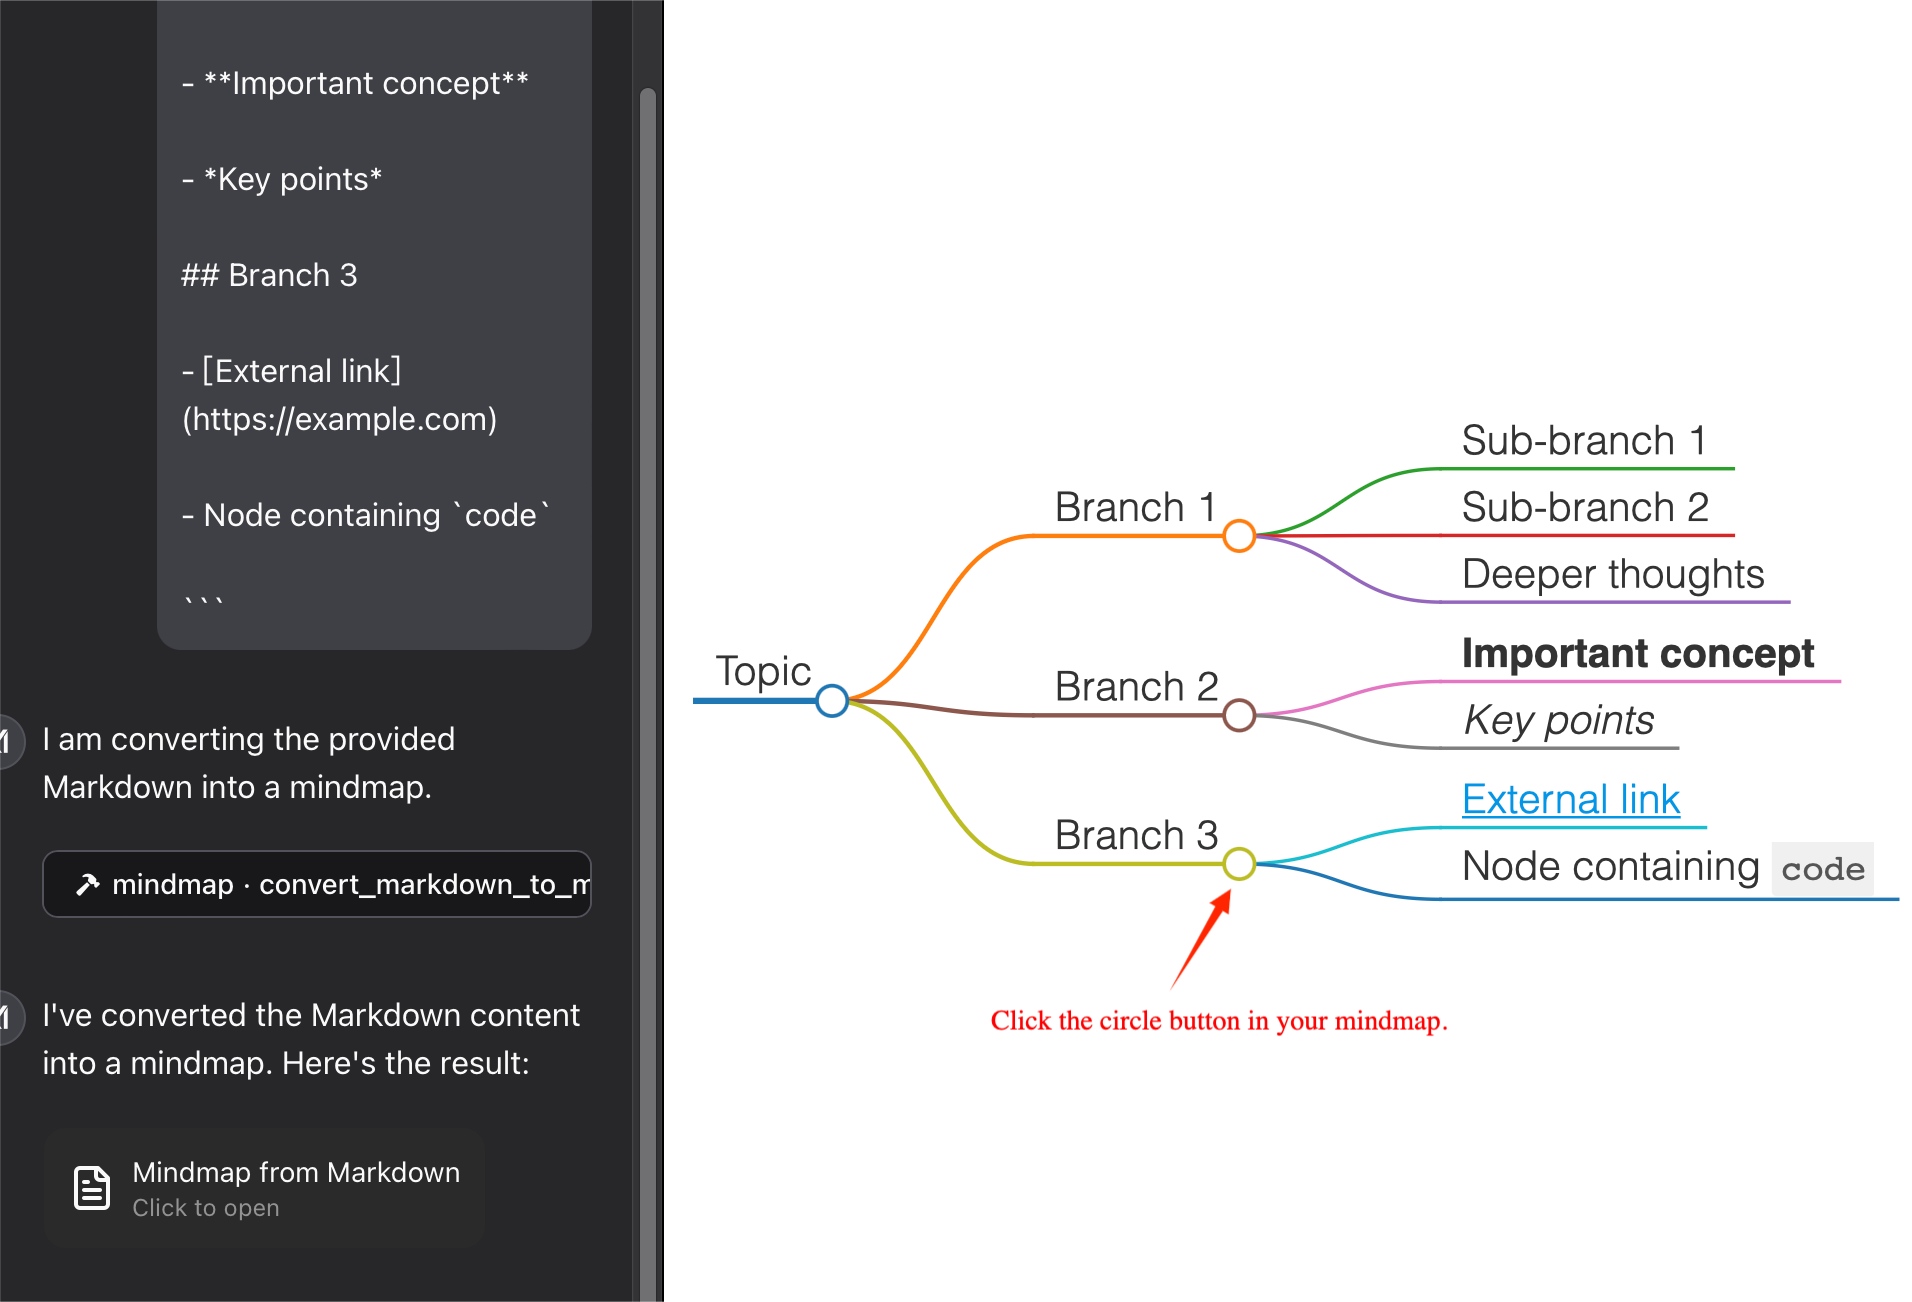 - **Important concept**
- *Key points*
## Branch 3
- [External link]
(https://example.com)
- Node containing `code`
```
I am converting the provided
Markdown into a mindmap.
mindmap · convert_markdown_to_m
I've converted the Markdown content
into a mindmap. Here's the result:
Mindmap from Markdown
Click to open
Topic
Branch 1
Sub-branch 1
Sub-branch 2
Deeper thoughts
Branch 2
Important concept
Key points
Branch 3
External link
Node containing code
Click the circle button in your mindmap.